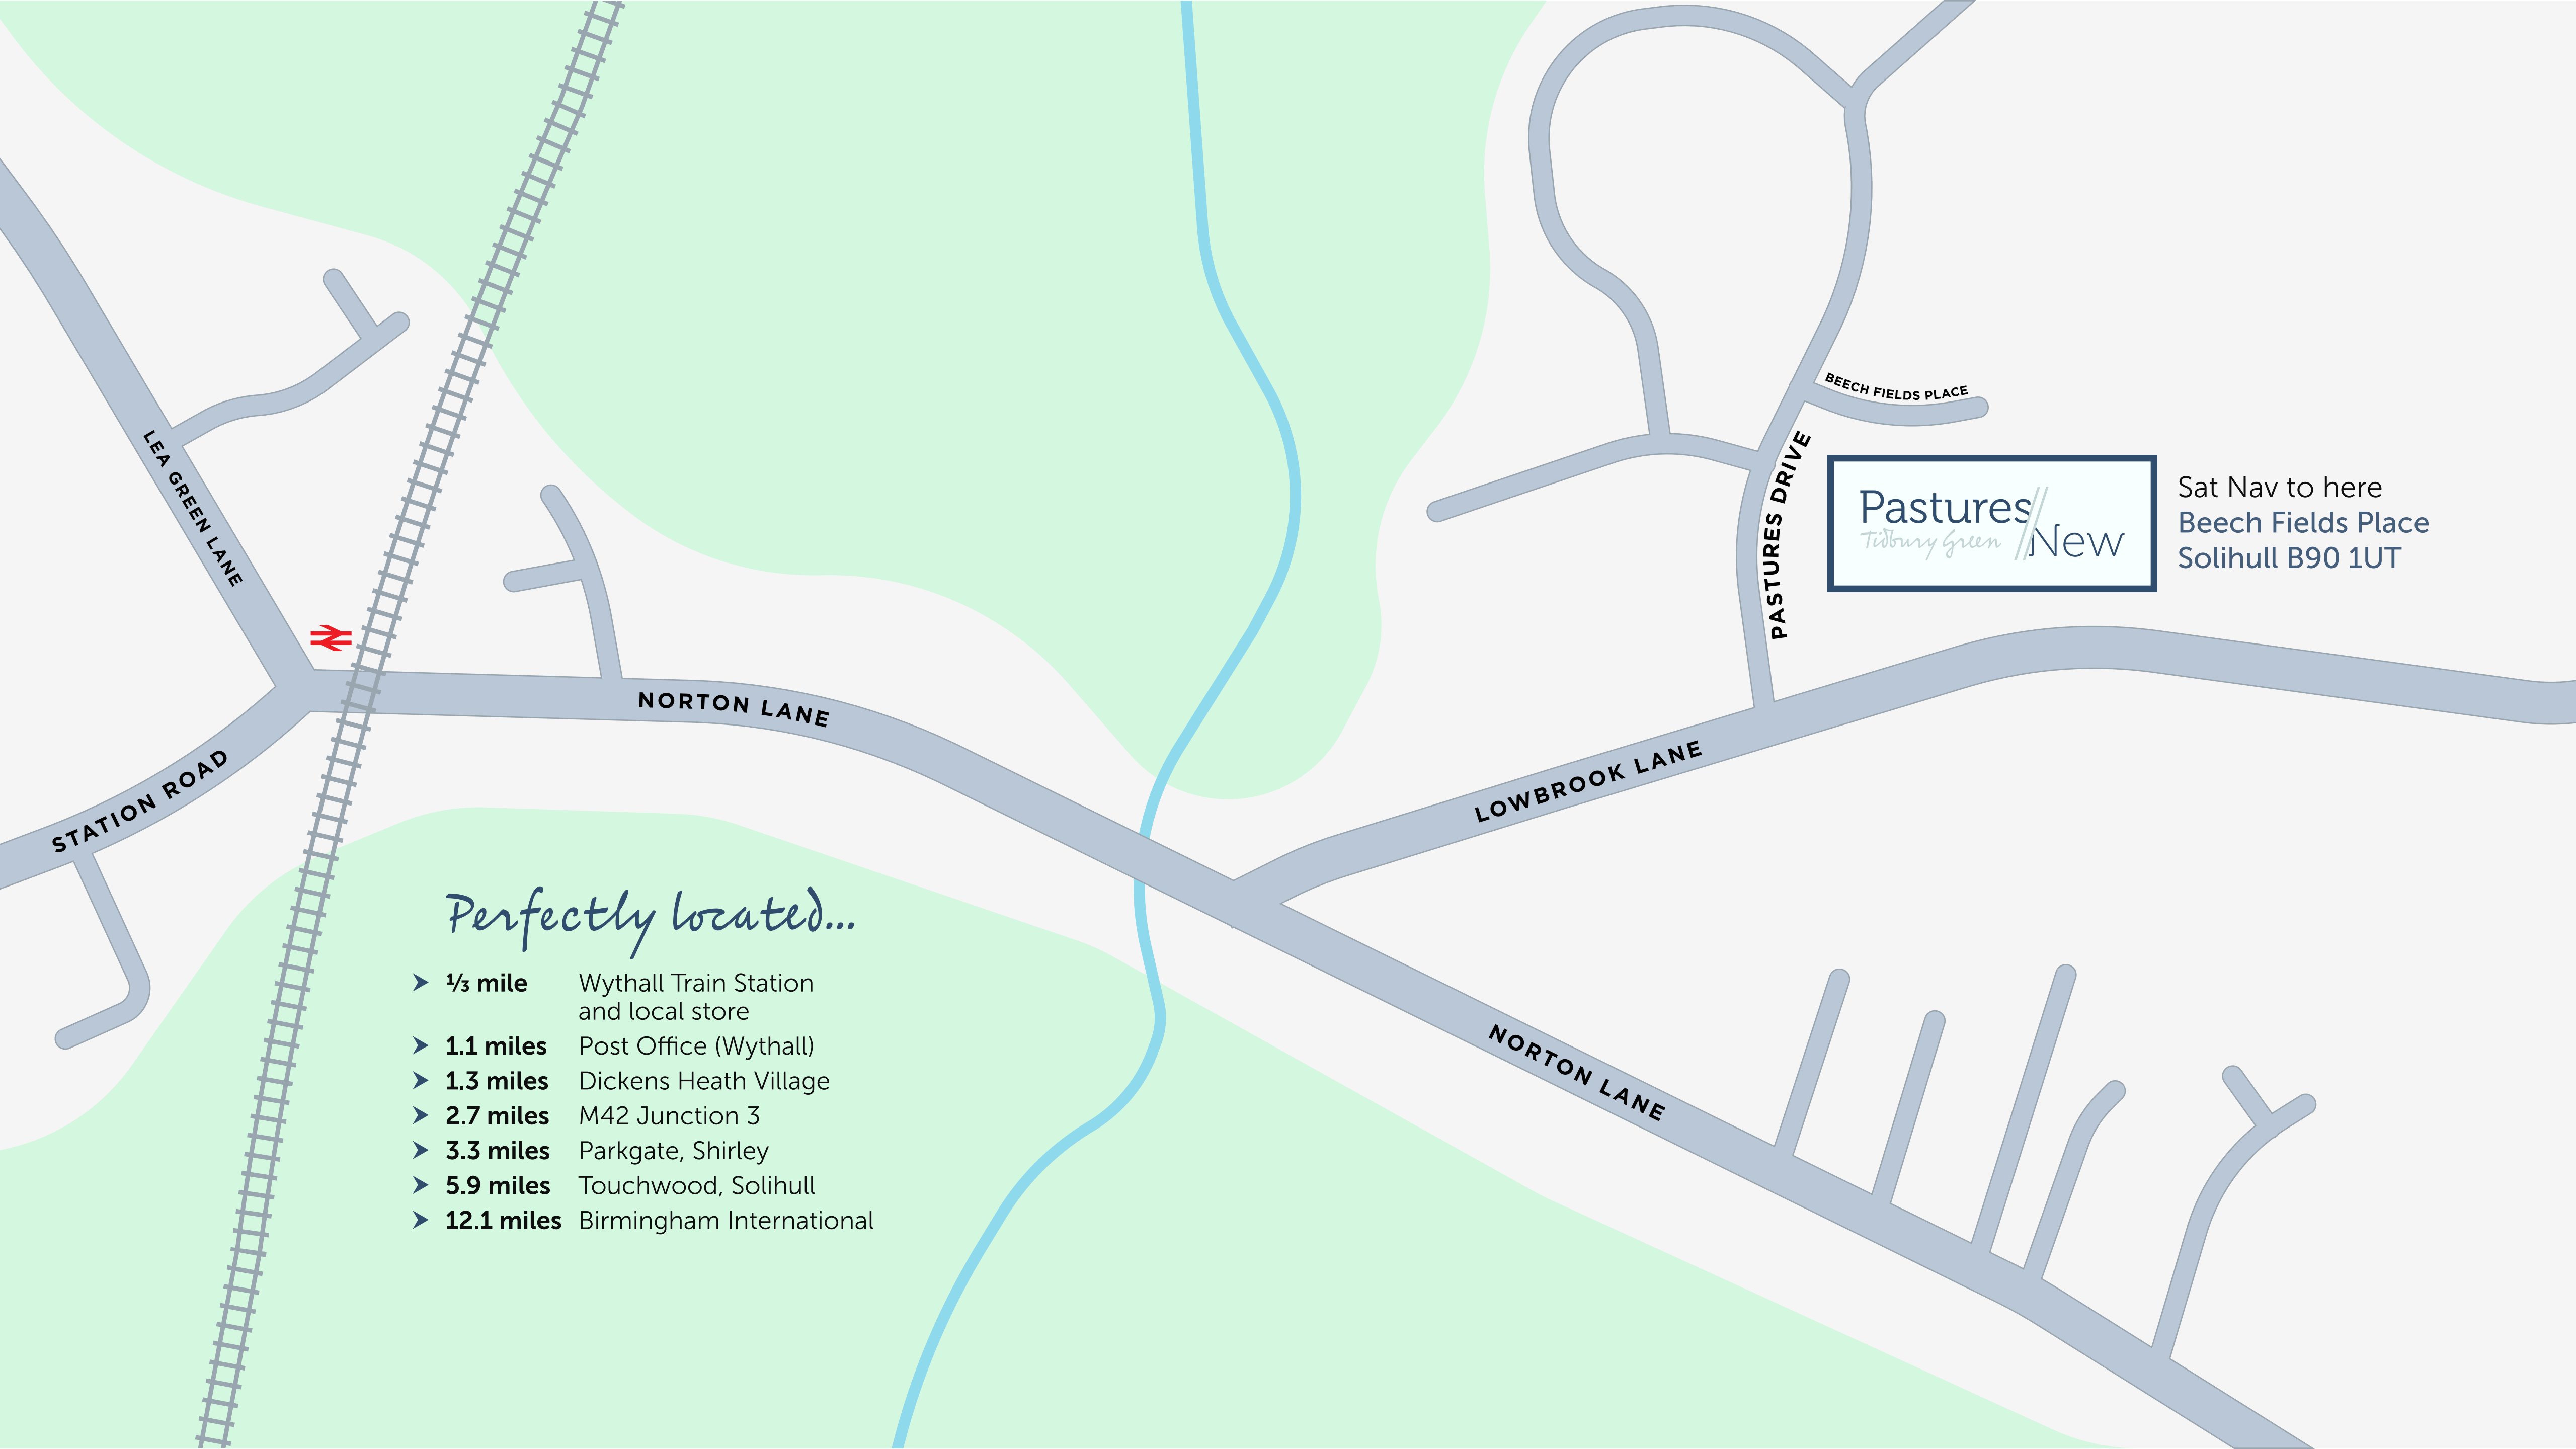 BEECH FIELDS PLACE
LEA GREEN LANE
PASTURES DRIVE
Pastures
Tidbury Green
New
Sat Nav to here
Beech Fields Place
Solihull B90 1UT
NORTON LANE
STATION ROAD
LOWBROOK LANE
Perfectly located...
⅓ mile Wythall Train Station
and local store
1.1 miles Post Office (Wythall)
1.3 miles Dickens Heath Village
2.7 miles M42 Junction 3
3.3 miles Parkgate, Shirley
5.9 miles Touchwood, Solihull
12.1 miles Birmingham International
NORTON LANE